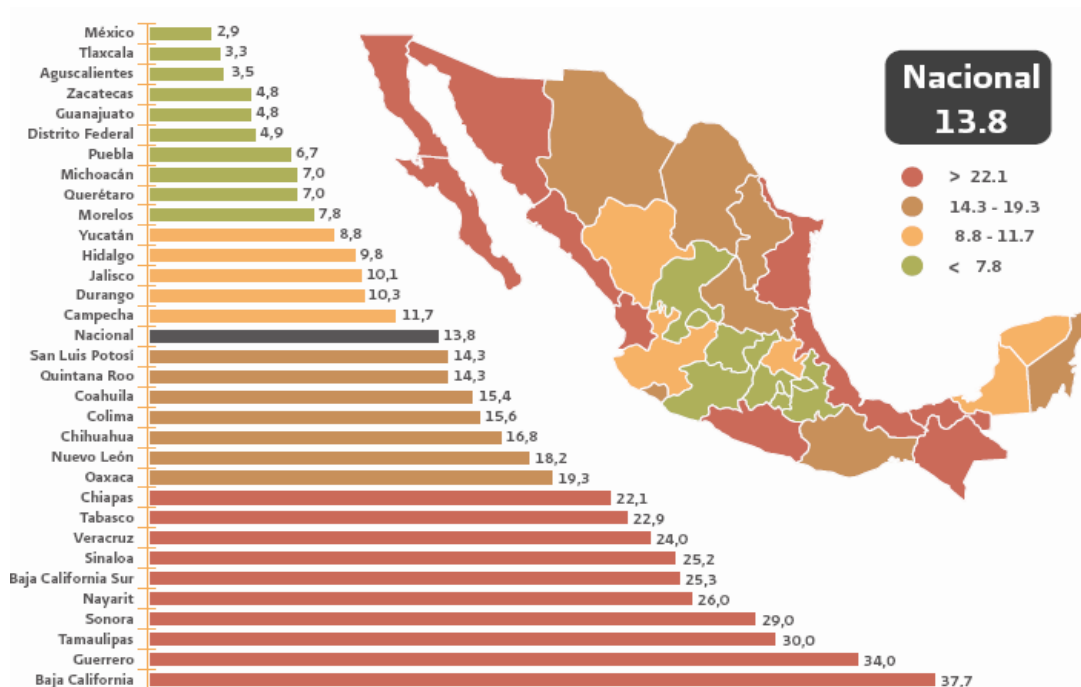 México 2,9
Tlaxcala 3,3
Aguscalientes 3,5
Zacatecas 4,8
Guanajuato 4,8
Distrito Federal 4,9
Puebla 6,7
Michoacán 7,0
Querétaro 7,0
Morelos 7,8
Yucatán 8,8
Hidalgo 9,8
Jalisco 10,1
Durango 10,3
Campecha 11,7
Nacional 13,8
San Luis Potosí 14,3
Quintana Roo 14,3
Coahuila 15,4
Colima 15,6
Chihuahua 16,8
Nuevo León 18,2
Oaxaca 19,3
Chiapas 22,1
Tabasco 22,9
Veracruz 24,0
Sinaloa 25,2
Baja California Sur 25,3
Nayarit 26,0
Sonora 29,0
Tamaulipas 30,0
Guerrero 34,0
Baja California 37,7
Nacional
13.8
> 22.1
14.3 - 19.3
8.8 - 11.7
< 7.8